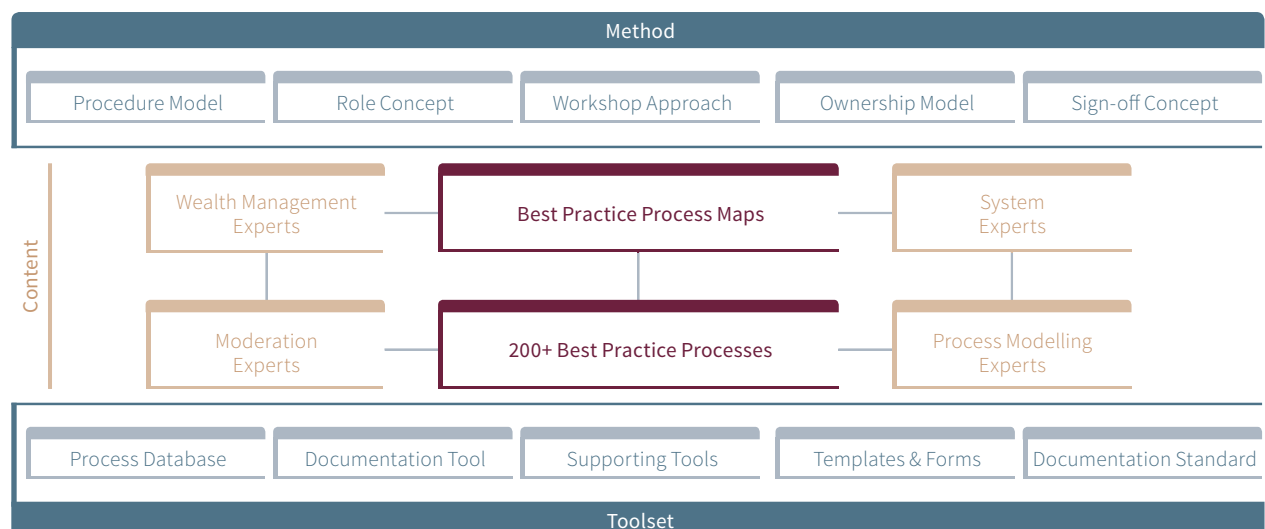 Method
Procedure Model
Role Concept
Workshop Approach
Ownership Model
Sign-off Concept
Content
Wealth Management
Experts
Best Practice Process Maps
System
Experts
Moderation
Experts
200+ Best Practice Processes
Process Modelling
Experts
Process Database
Documentation Tool
Supporting Tools
Templates & Forms
Documentation Standard
Toolset